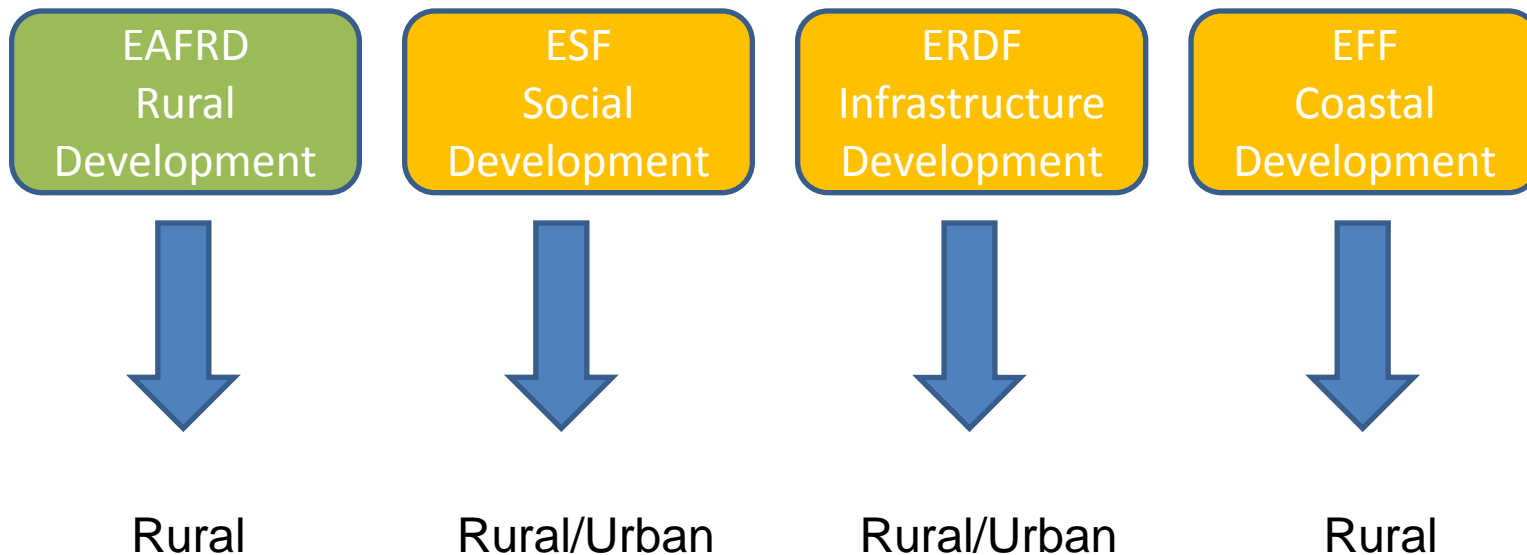 EAFRD
Rural
Development
ESF
Social
Development
ERDF
Infrastructure
Development
EFF
Coastal
Development
Rural
Rural/Urban
Rural/Urban
Rural